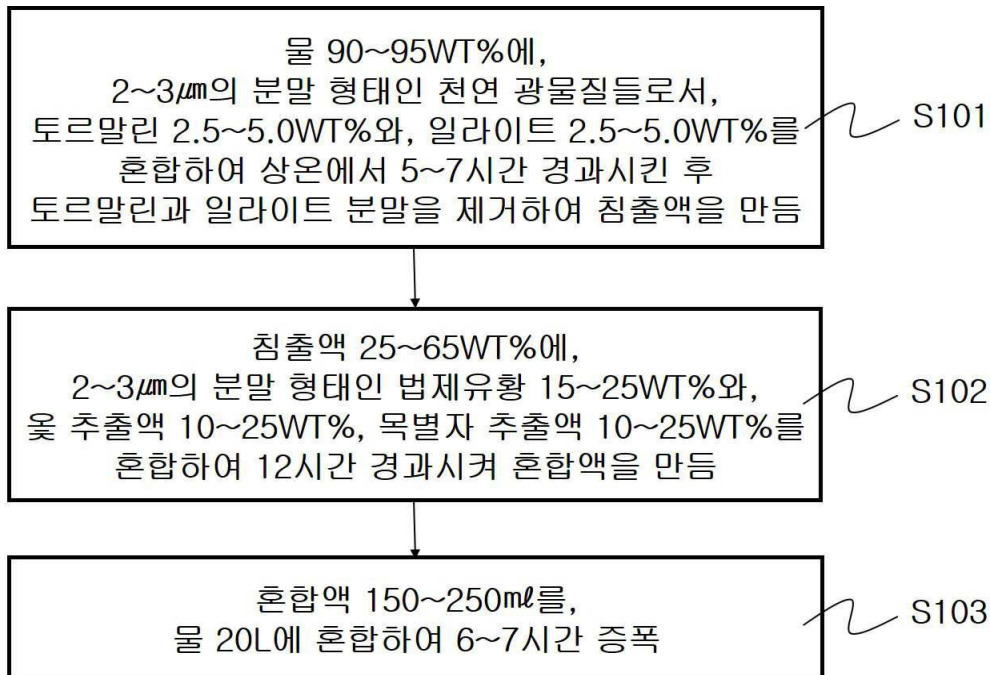 물 90~95WT%에,
2~3㎛의 분말 형태인 천연 광물질들로서,
토르말린 2.5~5.0WT%와, 일라이트 2.5~5.0WT%를
혼합하여 상온에서 5~7시간 경과시킨 후
토르말린과 일라이트 분말을 제거하여 침출액을 만듬
S101
침출액 25~65WT%에,
2~3㎛의 분말 형태인 법제유황 15~25WT%와,
옻 추출액 10~25WT%, 목별자 추출액 10~25WT%를
혼합하여 12시간 경과시켜 혼합액을 만듬
S102
혼합액 150~250㎖를,
물 20L에 혼합하여 6~7시간 증폭
S103